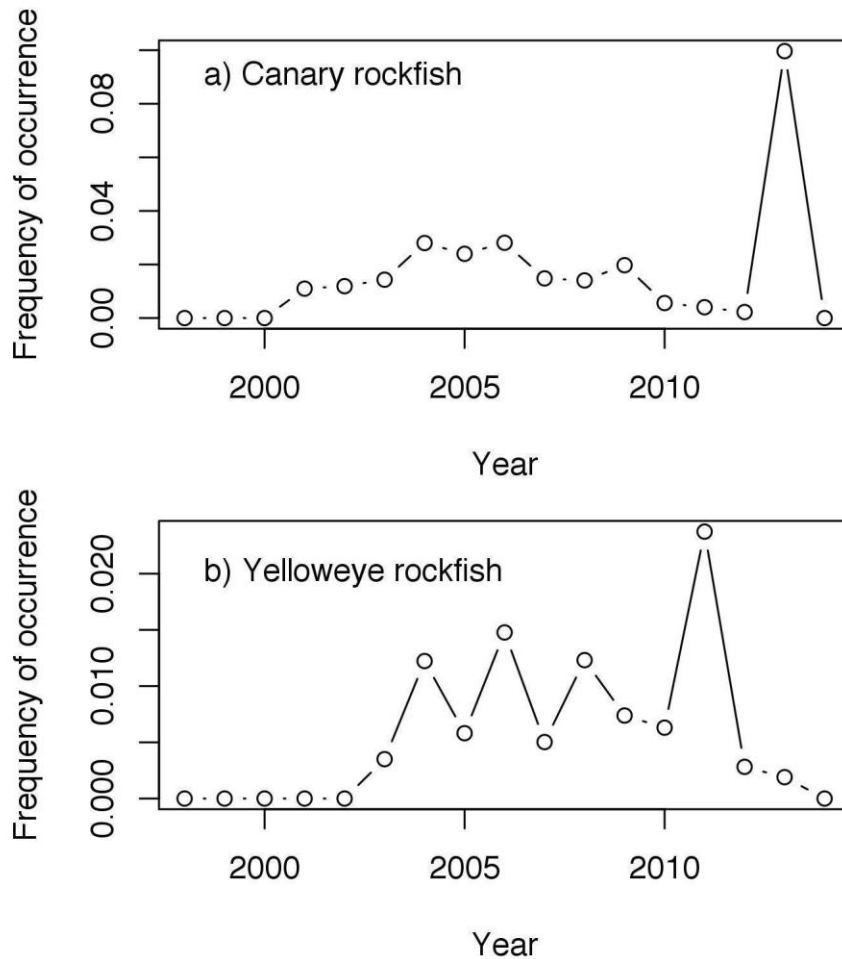 a) Canary rockfish
Frequency of occurrence
0.08
0.04
0.00
2000 2005 2010
Year
b) Yelloweye rockfish
Frequency of occurrence
0.020
0.010
0.000
2000 2005 2010
Year